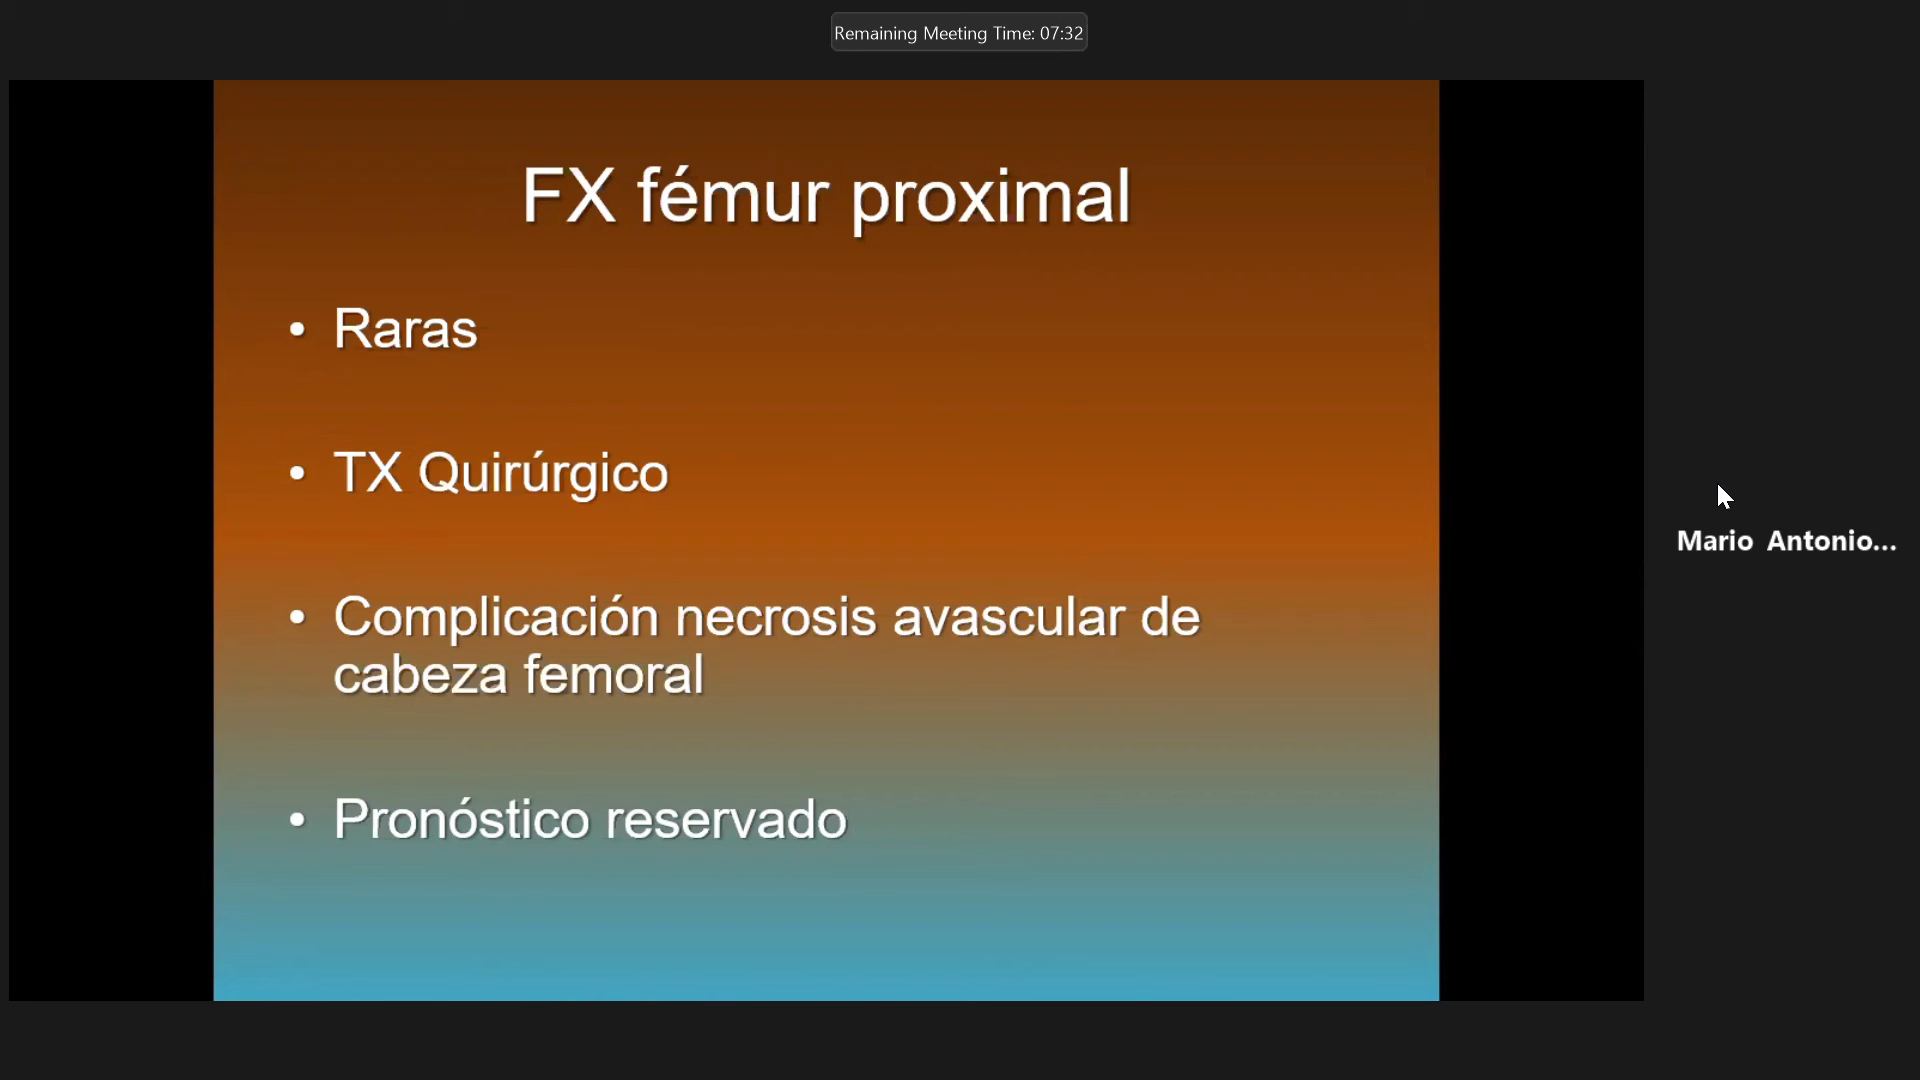 Remaining Meeting Time: 07:32
FX fémur proximal
• Raras
• TX Quirúrgico
• Complicación necrosis avascular de
cabeza femoral
• Pronóstico reservado
Mario Antonio...